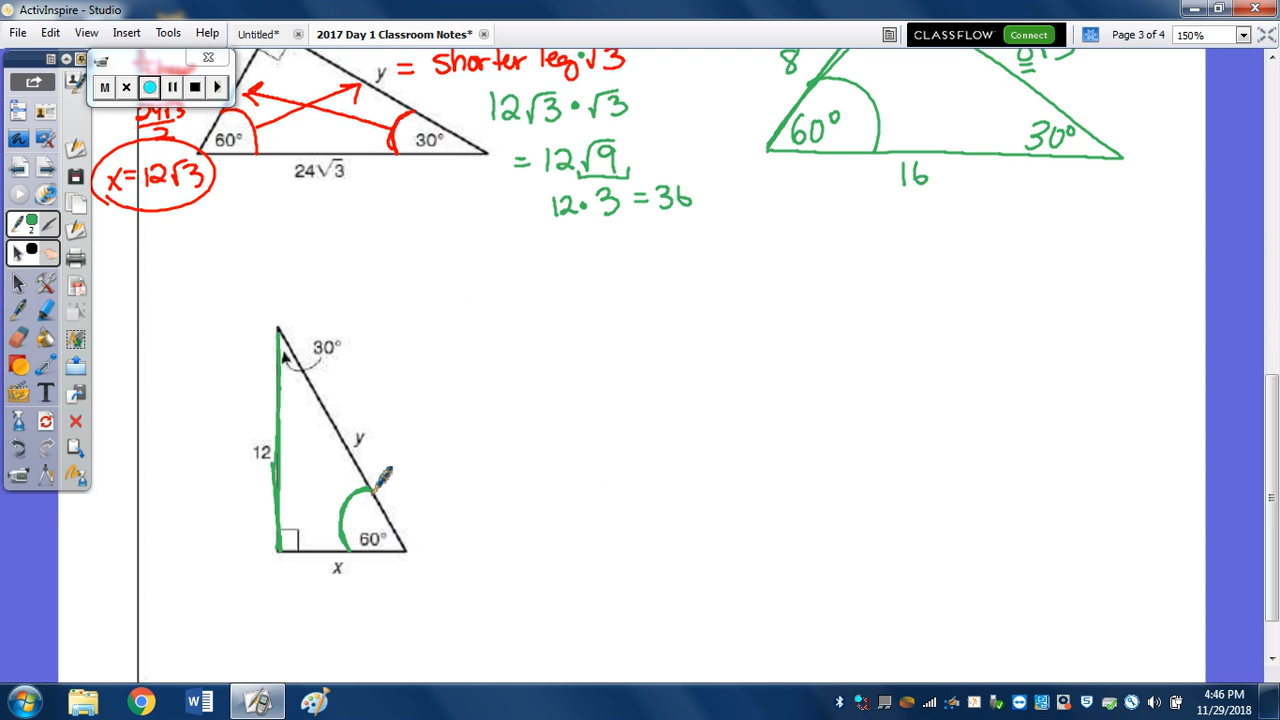 ActivInspire - Studio
File Edit View Insert Tools Help
Untitled*
2017 Day 1 Classroom Notes*
CLASSFLOW Connect
Page 3 of 4
150%
M
2
y = shorter leg·√3
12√3 · √3
= 12√9
12 · 3 = 36
60°
30°
24√3
2
x = 12√3
8
60°
30°
16
30°
12
y
60°
x
4:46 PM
11/29/2018